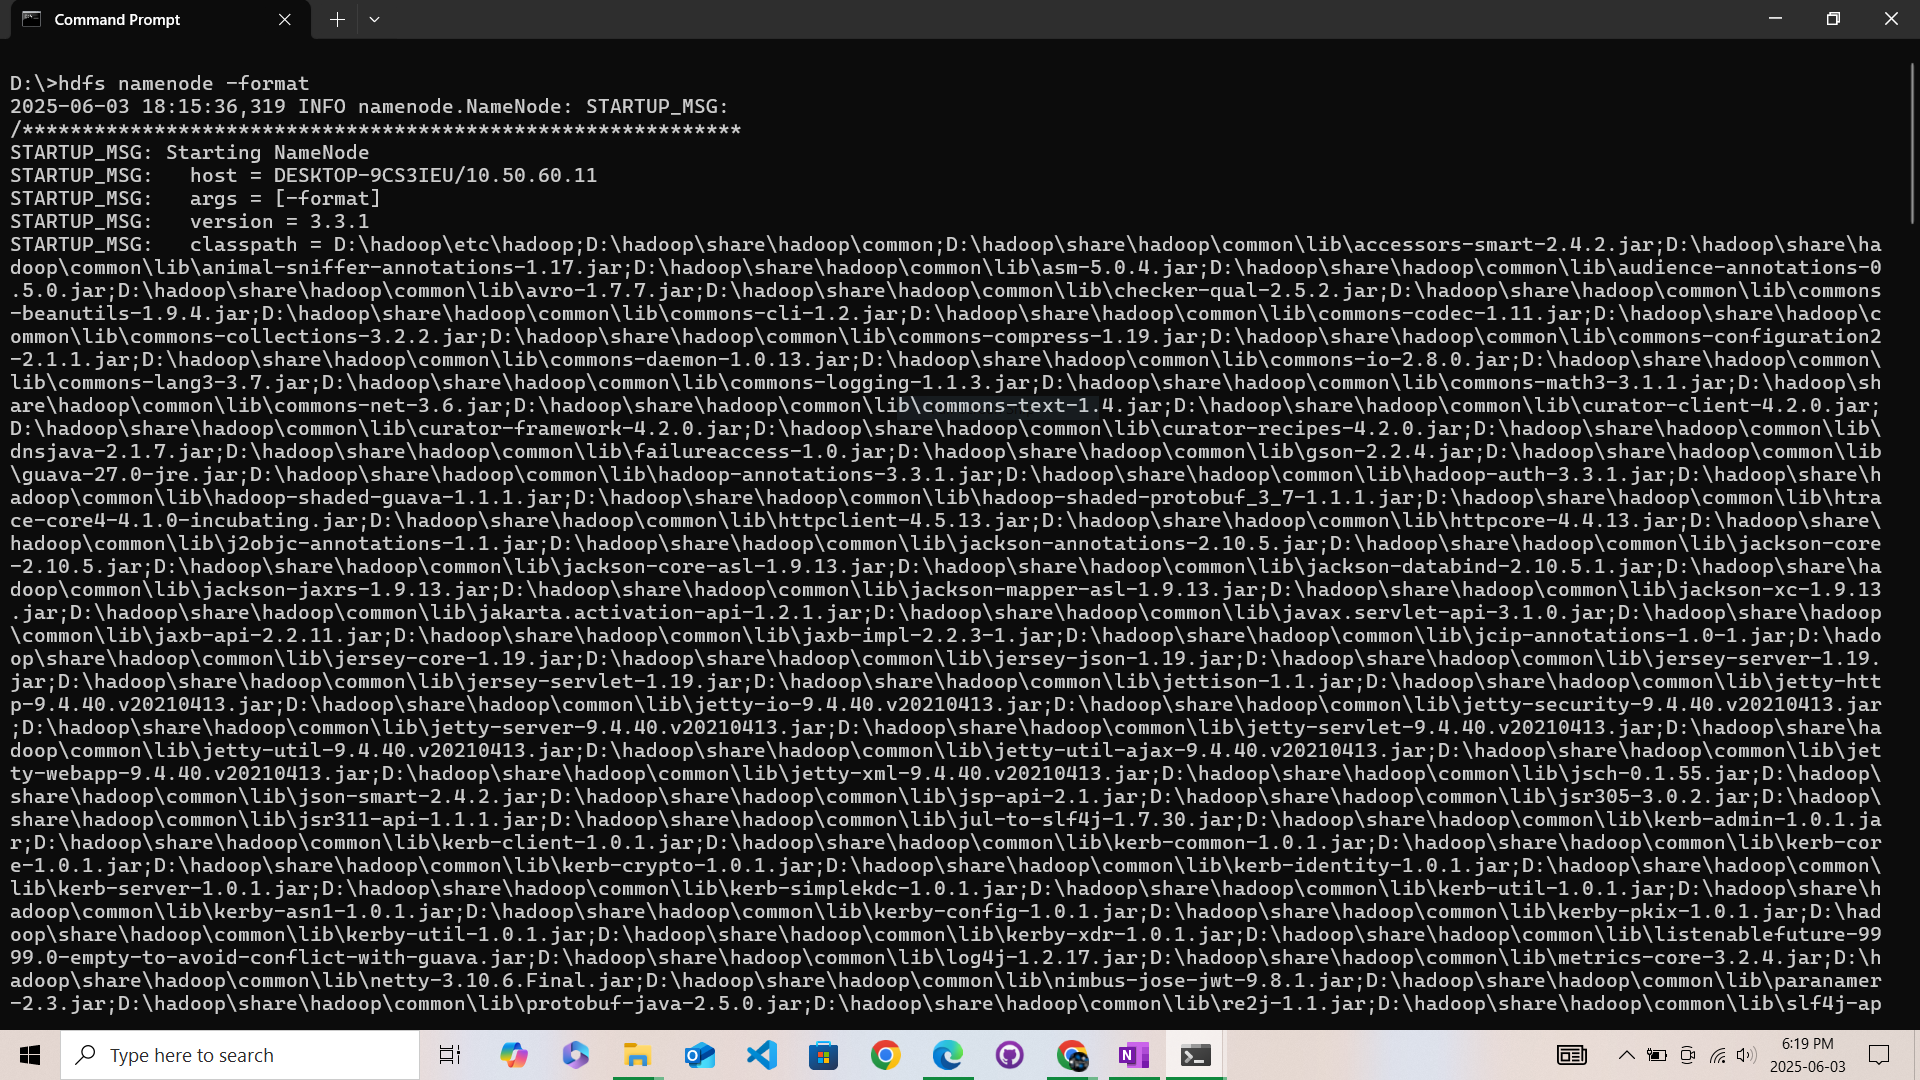 Command Prompt
D:\>hdfs namenode -format
2025-06-03 18:15:36,319 INFO namenode.NameNode: STARTUP_MSG:
/************************************************************
STARTUP_MSG: Starting NameNode
STARTUP_MSG:   host = DESKTOP-9CS3IEU/10.50.60.11
STARTUP_MSG:   args = [-format]
STARTUP_MSG:   version = 3.3.1
STARTUP_MSG:   classpath = D:\hadoop\etc\hadoop;D:\hadoop\share\hadoop\common;D:\hadoop\share\hadoop\common\lib\accessors-smart-2.4.2.jar;D:\hadoop\share\ha
doop\common\lib\animal-sniffer-annotations-1.17.jar;D:\hadoop\share\hadoop\common\lib\asm-5.0.4.jar;D:\hadoop\share\hadoop\common\lib\audience-annotations-0
.5.0.jar;D:\hadoop\share\hadoop\common\lib\avro-1.7.7.jar;D:\hadoop\share\hadoop\common\lib\checker-qual-2.5.2.jar;D:\hadoop\share\hadoop\common\lib\commons
-beanutils-1.9.4.jar;D:\hadoop\share\hadoop\common\lib\commons-cli-1.2.jar;D:\hadoop\share\hadoop\common\lib\commons-codec-1.11.jar;D:\hadoop\share\hadoop\c
ommon\lib\commons-collections-3.2.2.jar;D:\hadoop\share\hadoop\common\lib\commons-compress-1.19.jar;D:\hadoop\share\hadoop\common\lib\commons-configuration2
-2.1.1.jar;D:\hadoop\share\hadoop\common\lib\commons-daemon-1.0.13.jar;D:\hadoop\share\hadoop\common\lib\commons-io-2.8.0.jar;D:\hadoop\share\hadoop\common\
lib\commons-lang3-3.7.jar;D:\hadoop\share\hadoop\common\lib\commons-logging-1.1.3.jar;D:\hadoop\share\hadoop\common\lib\commons-math3-3.1.1.jar;D:\hadoop\sh
are\hadoop\common\lib\commons-net-3.6.jar;D:\hadoop\share\hadoop\common\lib\commons-text-1.4.jar;D:\hadoop\share\hadoop\common\lib\curator-client-4.2.0.jar;
D:\hadoop\share\hadoop\common\lib\curator-framework-4.2.0.jar;D:\hadoop\share\hadoop\common\lib\curator-recipes-4.2.0.jar;D:\hadoop\share\hadoop\common\lib\
dnsjava-2.1.7.jar;D:\hadoop\share\hadoop\common\lib\failureaccess-1.0.jar;D:\hadoop\share\hadoop\common\lib\gson-2.2.4.jar;D:\hadoop\share\hadoop\common\lib
\guava-27.0-jre.jar;D:\hadoop\share\hadoop\common\lib\hadoop-annotations-3.3.1.jar;D:\hadoop\share\hadoop\common\lib\hadoop-auth-3.3.1.jar;D:\hadoop\share\h
adoop\common\lib\hadoop-shaded-guava-1.1.1.jar;D:\hadoop\share\hadoop\common\lib\hadoop-shaded-protobuf_3_7-1.1.1.jar;D:\hadoop\share\hadoop\common\lib\htra
ce-core4-4.1.0-incubating.jar;D:\hadoop\share\hadoop\common\lib\httpclient-4.5.13.jar;D:\hadoop\share\hadoop\common\lib\httpcore-4.4.13.jar;D:\hadoop\share\
hadoop\common\lib\j2objc-annotations-1.1.jar;D:\hadoop\share\hadoop\common\lib\jackson-annotations-2.10.5.jar;D:\hadoop\share\hadoop\common\lib\jackson-core
-2.10.5.jar;D:\hadoop\share\hadoop\common\lib\jackson-core-asl-1.9.13.jar;D:\hadoop\share\hadoop\common\lib\jackson-databind-2.10.5.1.jar;D:\hadoop\share\ha
doop\common\lib\jackson-jaxrs-1.9.13.jar;D:\hadoop\share\hadoop\common\lib\jackson-mapper-asl-1.9.13.jar;D:\hadoop\share\hadoop\common\lib\jackson-xc-1.9.13
.jar;D:\hadoop\share\hadoop\common\lib\jakarta.activation-api-1.2.1.jar;D:\hadoop\share\hadoop\common\lib\javax.servlet-api-3.1.0.jar;D:\hadoop\share\hadoop
\common\lib\jaxb-api-2.2.11.jar;D:\hadoop\share\hadoop\common\lib\jaxb-impl-2.2.3-1.jar;D:\hadoop\share\hadoop\common\lib\jcip-annotations-1.0-1.jar;D:\hado
op\share\hadoop\common\lib\jersey-core-1.19.jar;D:\hadoop\share\hadoop\common\lib\jersey-json-1.19.jar;D:\hadoop\share\hadoop\common\lib\jersey-server-1.19.
jar;D:\hadoop\share\hadoop\common\lib\jersey-servlet-1.19.jar;D:\hadoop\share\hadoop\common\lib\jettison-1.1.jar;D:\hadoop\share\hadoop\common\lib\jetty-htt
p-9.4.40.v20210413.jar;D:\hadoop\share\hadoop\common\lib\jetty-io-9.4.40.v20210413.jar;D:\hadoop\share\hadoop\common\lib\jetty-security-9.4.40.v20210413.jar
;D:\hadoop\share\hadoop\common\lib\jetty-server-9.4.40.v20210413.jar;D:\hadoop\share\hadoop\common\lib\jetty-servlet-9.4.40.v20210413.jar;D:\hadoop\share\ha
doop\common\lib\jetty-util-9.4.40.v20210413.jar;D:\hadoop\share\hadoop\common\lib\jetty-util-ajax-9.4.40.v20210413.jar;D:\hadoop\share\hadoop\common\lib\jet
ty-webapp-9.4.40.v20210413.jar;D:\hadoop\share\hadoop\common\lib\jetty-xml-9.4.40.v20210413.jar;D:\hadoop\share\hadoop\common\lib\jsch-0.1.55.jar;D:\hadoop\
share\hadoop\common\lib\json-smart-2.4.2.jar;D:\hadoop\share\hadoop\common\lib\jsp-api-2.1.jar;D:\hadoop\share\hadoop\common\lib\jsr305-3.0.2.jar;D:\hadoop\
share\hadoop\common\lib\jsr311-api-1.1.1.jar;D:\hadoop\share\hadoop\common\lib\jul-to-slf4j-1.7.30.jar;D:\hadoop\share\hadoop\common\lib\kerb-admin-1.0.1.ja
r;D:\hadoop\share\hadoop\common\lib\kerb-client-1.0.1.jar;D:\hadoop\share\hadoop\common\lib\kerb-common-1.0.1.jar;D:\hadoop\share\hadoop\common\lib\kerb-cor
e-1.0.1.jar;D:\hadoop\share\hadoop\common\lib\kerb-crypto-1.0.1.jar;D:\hadoop\share\hadoop\common\lib\kerb-identity-1.0.1.jar;D:\hadoop\share\hadoop\common\
lib\kerb-server-1.0.1.jar;D:\hadoop\share\hadoop\common\lib\kerb-simplekdc-1.0.1.jar;D:\hadoop\share\hadoop\common\lib\kerb-util-1.0.1.jar;D:\hadoop\share\h
adoop\common\lib\kerby-asn1-1.0.1.jar;D:\hadoop\share\hadoop\common\lib\kerby-config-1.0.1.jar;D:\hadoop\share\hadoop\common\lib\kerby-pkix-1.0.1.jar;D:\had
oop\share\hadoop\common\lib\kerby-util-1.0.1.jar;D:\hadoop\share\hadoop\common\lib\kerby-xdr-1.0.1.jar;D:\hadoop\share\hadoop\common\lib\listenablefuture-99
99.0-empty-to-avoid-conflict-with-guava.jar;D:\hadoop\share\hadoop\common\lib\log4j-1.2.17.jar;D:\hadoop\share\hadoop\common\lib\metrics-core-3.2.4.jar;D:\h
adoop\share\hadoop\common\lib\netty-3.10.6.Final.jar;D:\hadoop\share\hadoop\common\lib\nimbus-jose-jwt-9.8.1.jar;D:\hadoop\share\hadoop\common\lib\paranamer
-2.3.jar;D:\hadoop\share\hadoop\common\lib\protobuf-java-2.5.0.jar;D:\hadoop\share\hadoop\common\lib\re2j-1.1.jar;D:\hadoop\share\hadoop\common\lib\slf4j-ap
Type here to search
6:19 PM
2025-06-03